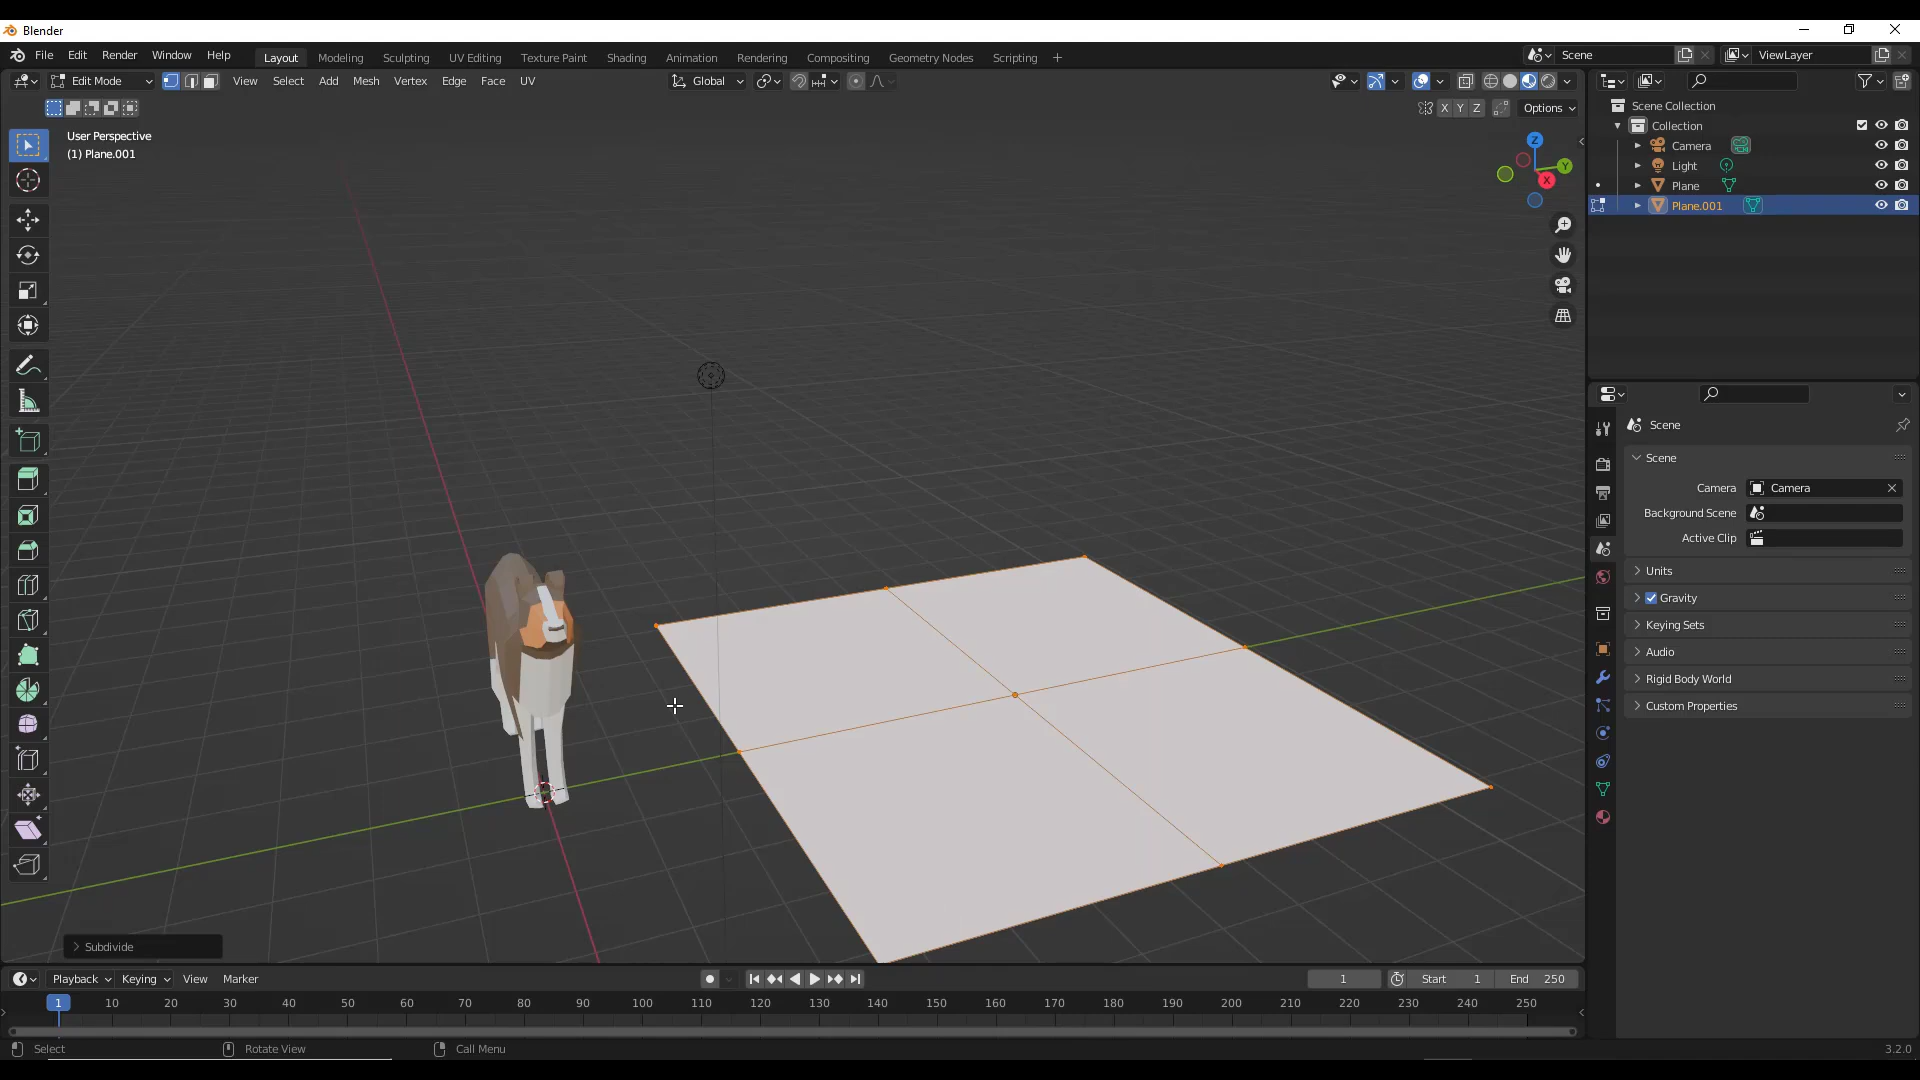 Blender
File Edit Render Window Help Layout Modeling Sculpting UV Editing Texture Paint Shading Animation Rendering Compositing Geometry Nodes Scripting + Scene ViewLayer
Edit Mode View Select Add Mesh Vertex Edge Face UV Global
X Y Z Options
User Perspective
(1) Plane.001
Z
Y
X
Scene Collection
Collection
Camera
Light
Plane
Plane.001
Scene
Scene
Camera Camera
Background Scene
Active Clip
Units
Gravity
Keying Sets
Audio
Rigid Body World
Custom Properties
Subdivide
Playback Keying View Marker 1 Start 1 End 250
1 10 20 30 40 50 60 70 80 90 100 110 120 130 140 150 160 170 180 190 200 210 220 230 240 250
Select Rotate View Call Menu 3.2.0